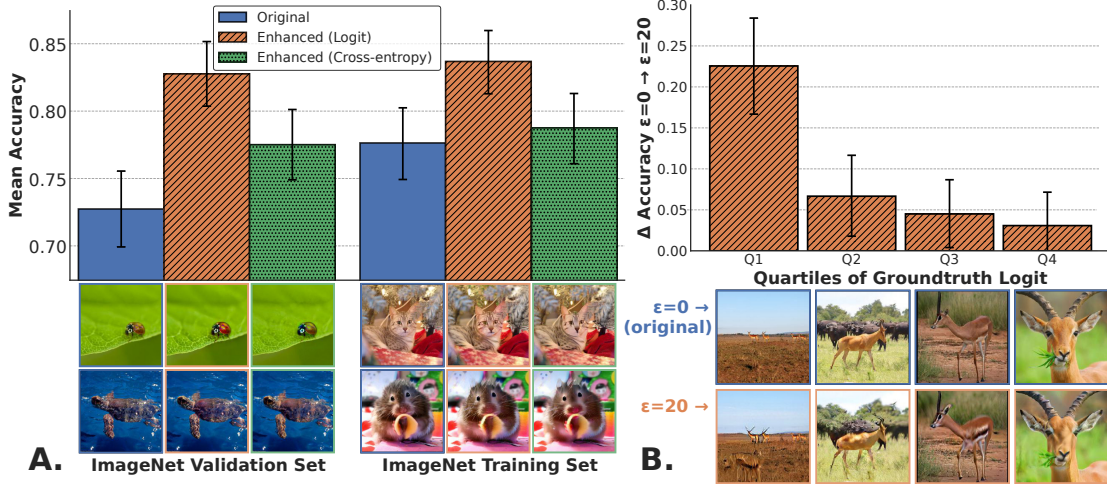 Original
Enhanced (Logit)
Enhanced (Cross-entropy)
Mean Accuracy
0.85
0.80
0.75
0.70
A.
ImageNet Validation Set
ImageNet Training Set
Δ Accuracy ε=0 → ε=20
0.30
0.25
0.20
0.15
0.10
0.05
0.00
Q1 Q2 Q3 Q4
Quartiles of Groundtruth Logit
ε=0 →
(original)
ε=20 →
B.